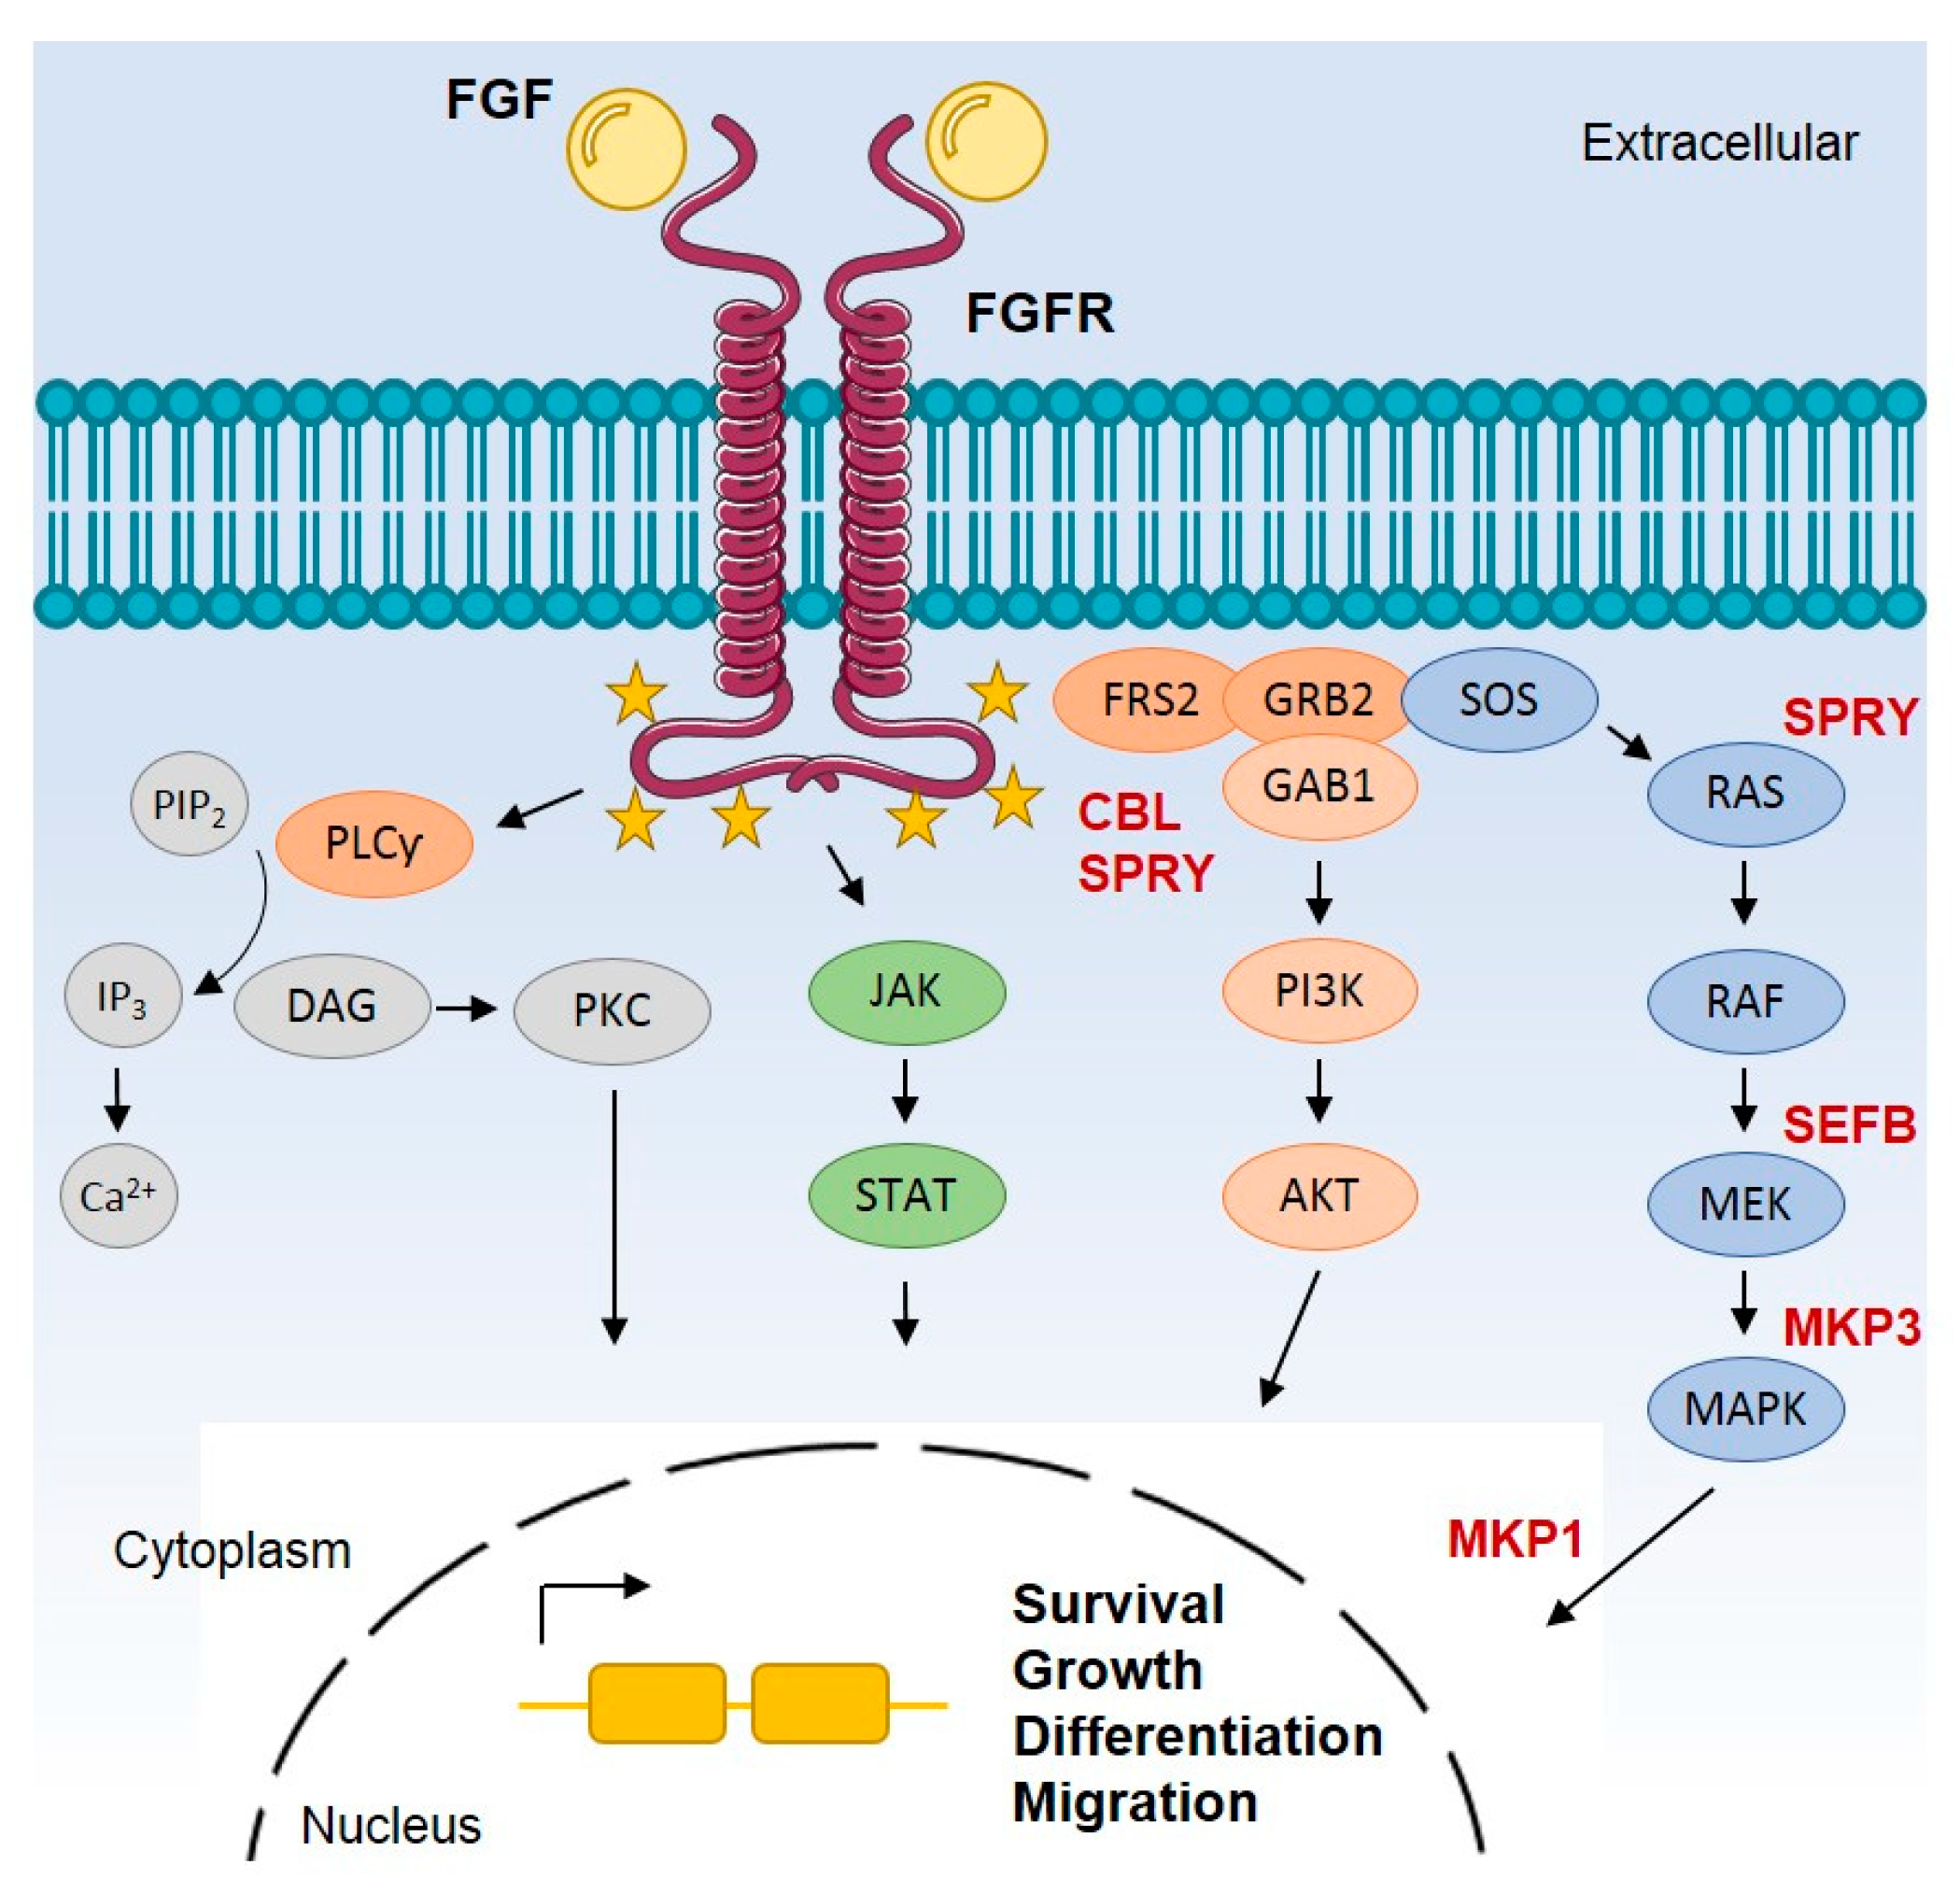 FGF
Extracellular
FGFR
FRS2
GRB2
SOS
SPRY
GAB1
RAS
PIP₂
PLCγ
CBL
SPRY
IP₃
DAG
PKC
JAK
PI3K
RAF
SEFB
Ca²⁺
STAT
AKT
MEK
MKP3
MAPK
MKP1
Cytoplasm
Survival
Growth
Differentiation
Migration
Nucleus